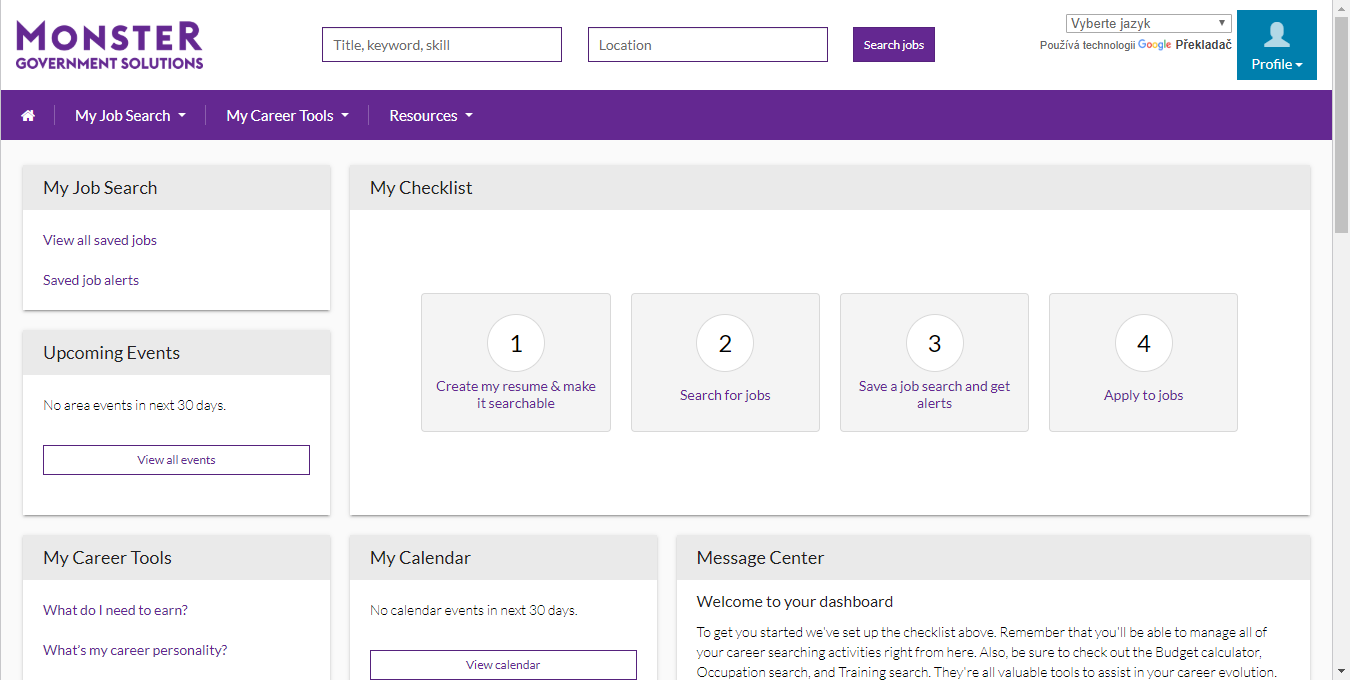 MONSTER
GOVERNMENT SOLUTIONS
Title, keyword, skill
Location
Search jobs
Vyberte jazyk
Používá technologii Google Překladač
Profile
My Job Search
My Career Tools
Resources
My Job Search
View all saved jobs
Saved job alerts
My Checklist
1
Create my resume & make
it searchable
2
Search for jobs
3
Save a job search and get
alerts
4
Apply to jobs
Upcoming Events
No area events in next 30 days.
View all events
My Career Tools
What do I need to earn?
What's my career personality?
My Calendar
No calendar events in next 30 days.
View calendar
Message Center
Welcome to your dashboard
To get you started we've set up the checklist above. Remember that you'll be able to manage all of
your career searching activities right from here. Also, be sure to check out the Budget calculator,
Occupation search, and Training search. They're all valuable tools to assist in your career evolution.